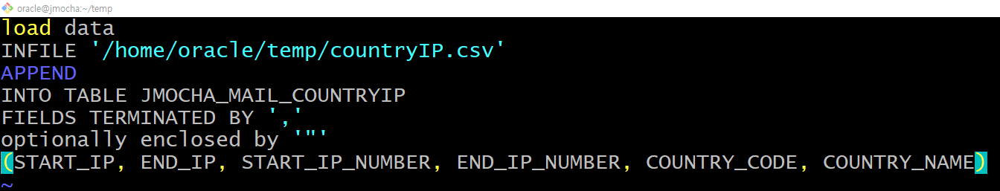 oracle@jmocha:~/temp
load data
INFILE '/home/oracle/temp/countryIP.csv'
APPEND
INTO TABLE JMOCHA_MAIL_COUNTRYIP
FIELDS TERMINATED BY ','
optionally enclosed by '"'
(START_IP, END_IP, START_IP_NUMBER, END_IP_NUMBER, COUNTRY_CODE, COUNTRY_NAME)
~